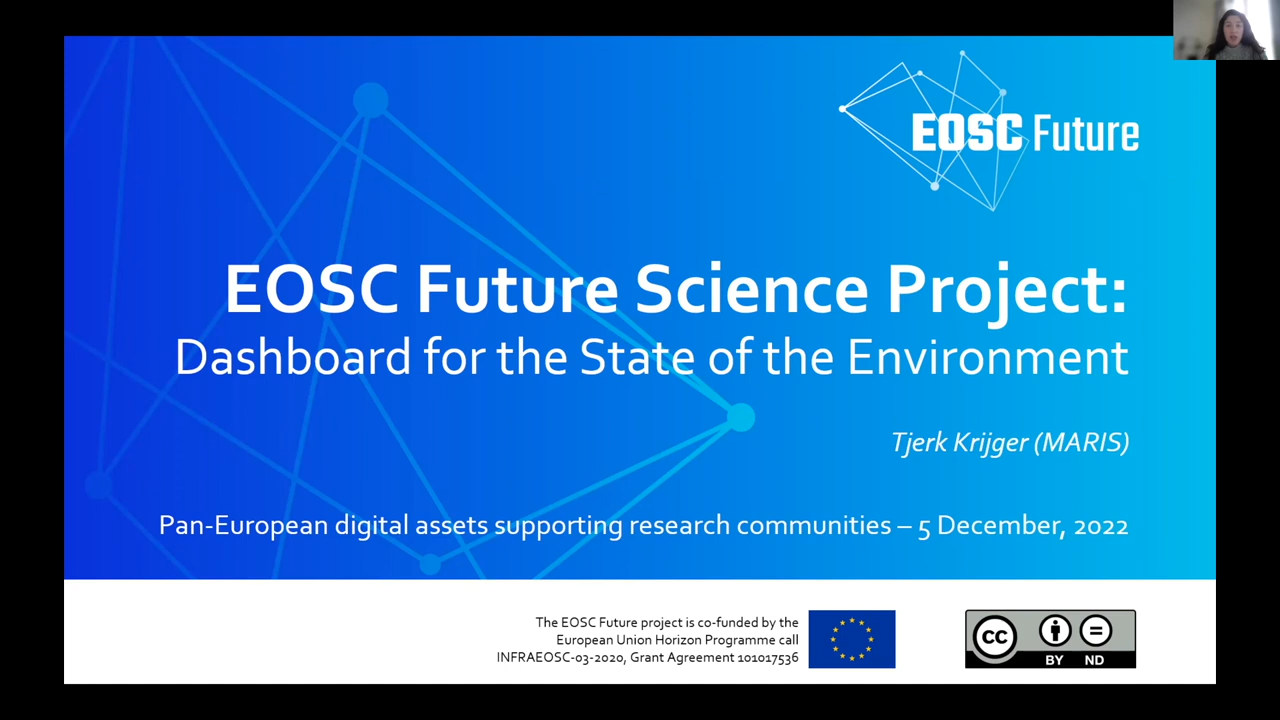 EOSC Future
EOSC Future Science Project:
Dashboard for the State of the Environment
Tjerk Krijger (MARIS)
Pan-European digital assets supporting research communities – 5 December, 2022
The EOSC Future project is co-funded by the
European Union Horizon Programme call
INFRAEOSC-03-2020, Grant Agreement 101017536
CC
BY ND